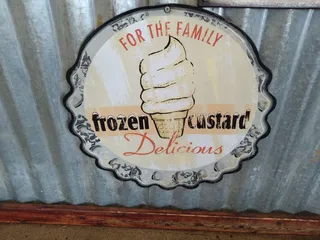 FOR THE FAMILY
frozen custard
Delicious